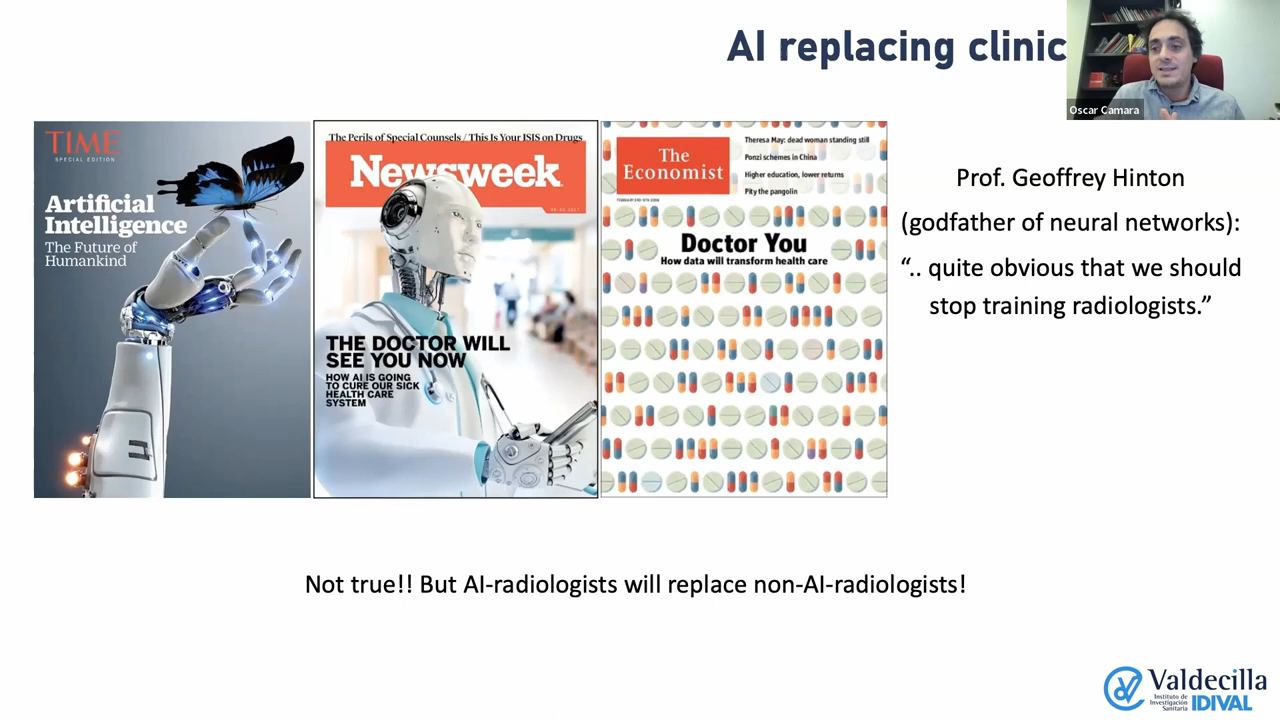 AI replacing clinic
Oscar Camara
TIME
SPECIAL EDITION
Artificial
Intelligence
The Future of
Humankind
The Perils of Special Counsels / This Is Your ISIS on Drugs
Newsweek
THE DOCTOR WILL
SEE YOU NOW
HOW AI IS GOING
TO CURE OUR SICK
HEALTH CARE
SYSTEM
The
Economist
Theresa May: dead woman standing still
Ponzi schemes in China
Higher education, lower returns
Pity the pangolin
Doctor You
How data will transform health care
Prof. Geoffrey Hinton
(godfather of neural networks):
“.. quite obvious that we should
stop training radiologists.”
Not true!! But AI-radiologists will replace non-AI-radiologists!
Valdecilla
Instituto de
Investigación
Sanitaria
IDIVAL